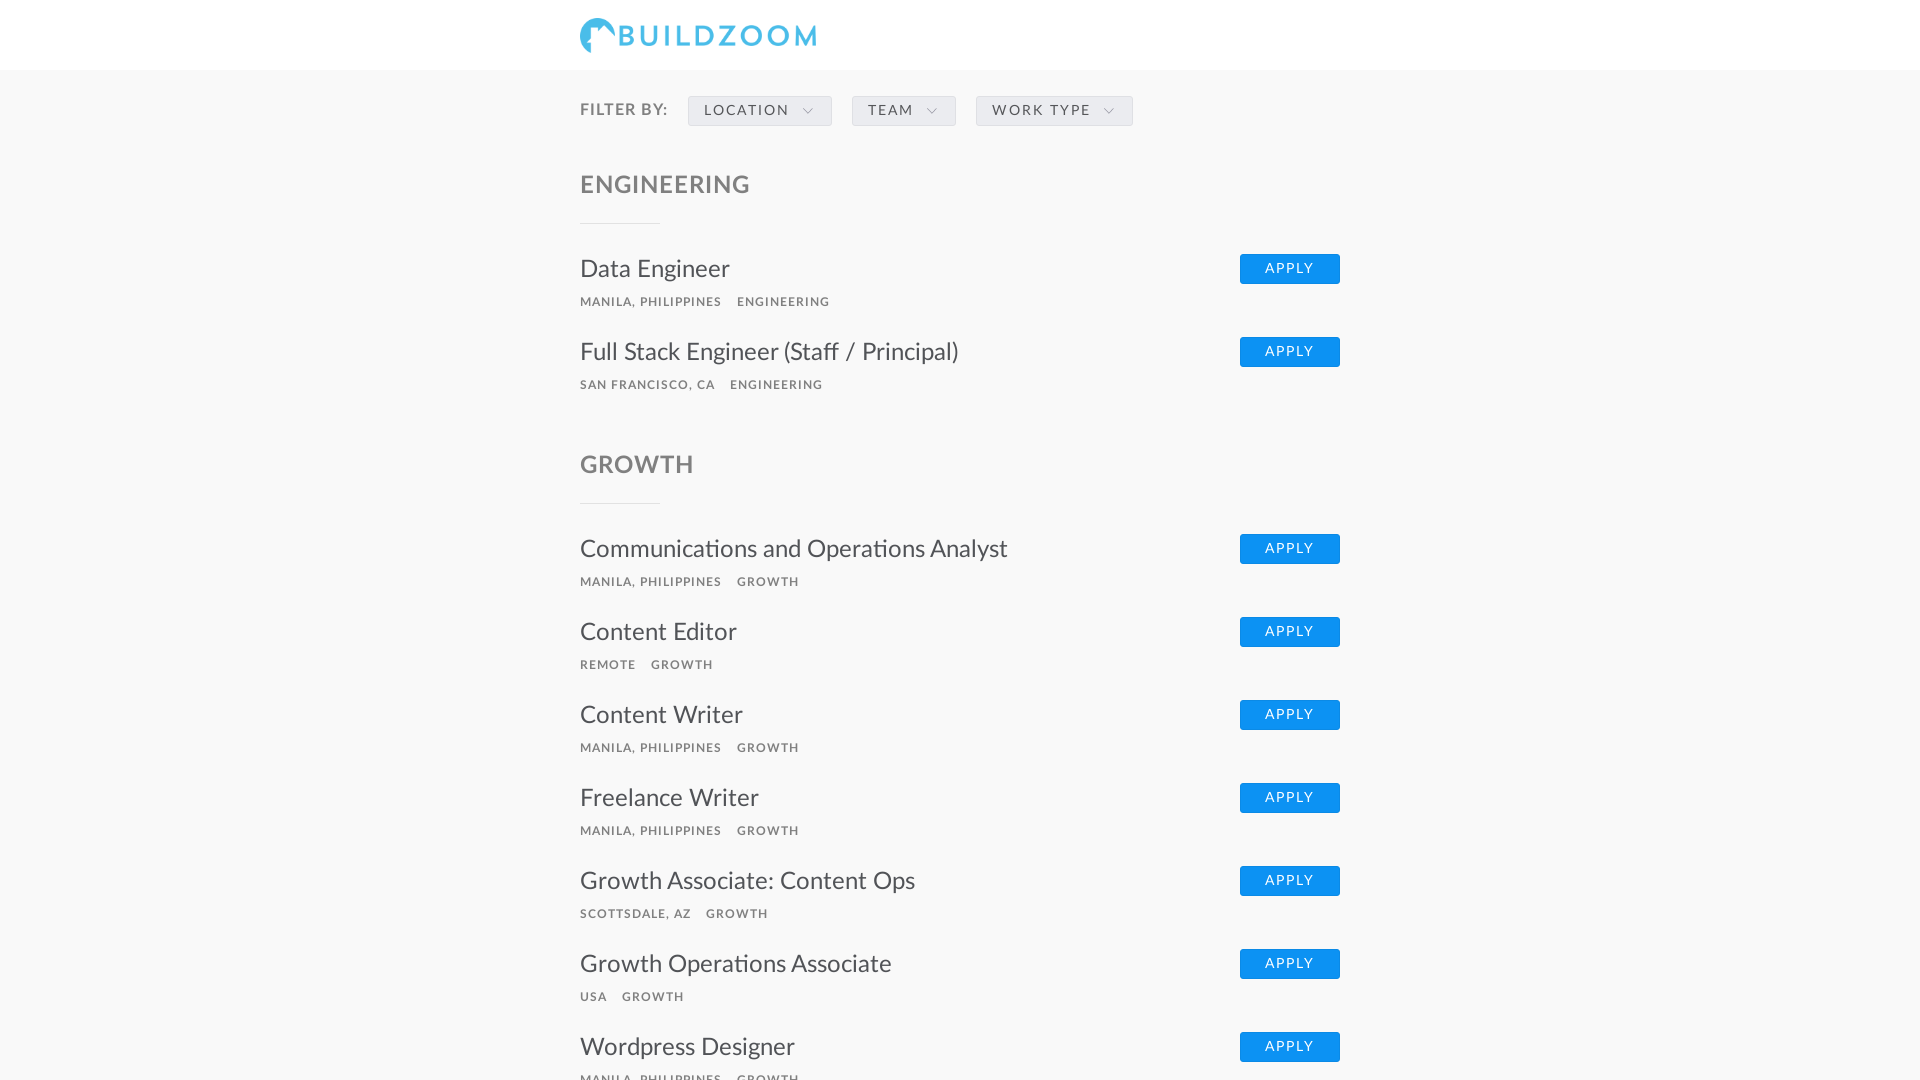 BUILDZOOM
FILTER BY: LOCATION TEAM WORK TYPE
ENGINEERING
Data Engineer APPLY
MANILA, PHILIPPINES ENGINEERING
Full Stack Engineer (Staff / Principal) APPLY
SAN FRANCISCO, CA ENGINEERING
GROWTH
Communications and Operations Analyst APPLY
MANILA, PHILIPPINES GROWTH
Content Editor APPLY
REMOTE GROWTH
Content Writer APPLY
MANILA, PHILIPPINES GROWTH
Freelance Writer APPLY
MANILA, PHILIPPINES GROWTH
Growth Associate: Content Ops APPLY
SCOTTSDALE, AZ GROWTH
Growth Operations Associate APPLY
USA GROWTH
Wordpress Designer APPLY
MANILA, PHILIPPINES GROWTH